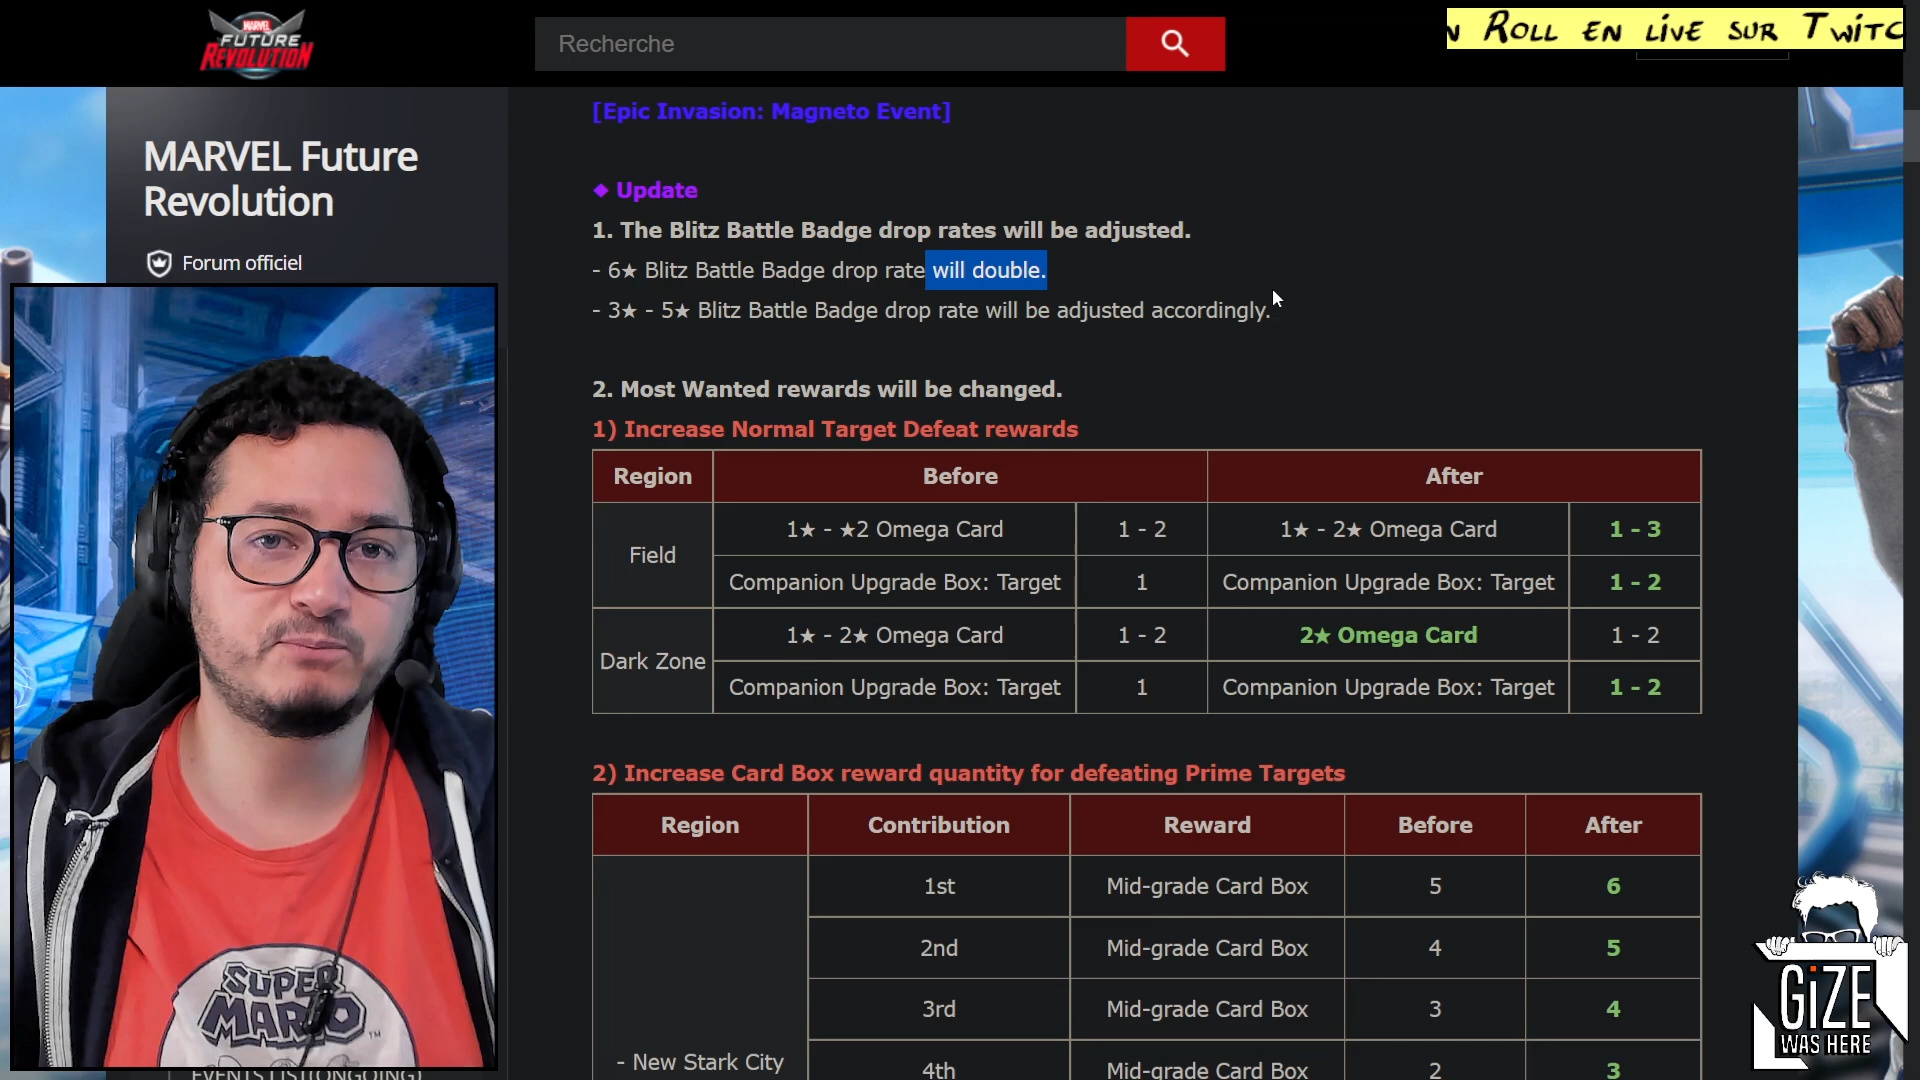 MARVEL
FUTURE
REVOLUTION
Recherche
ROLL EN LIVE SUR TWITC
MARVEL Future
Revolution
Forum officiel
[Epic Invasion: Magneto Event]
◆ Update
1. The Blitz Battle Badge drop rates will be adjusted.
- 6★ Blitz Battle Badge drop rate will double.
- 3★ - 5★ Blitz Battle Badge drop rate will be adjusted accordingly.
2. Most Wanted rewards will be changed.
1) Increase Normal Target Defeat rewards
Region Before After
Field 1★ - ★2 Omega Card 1 - 2 1★ - 2★ Omega Card 1 - 3
Companion Upgrade Box: Target 1 Companion Upgrade Box: Target 1 - 2
Dark Zone 1★ - 2★ Omega Card 1 - 2 2★ Omega Card 1 - 2
Companion Upgrade Box: Target 1 Companion Upgrade Box: Target 1 - 2
2) Increase Card Box reward quantity for defeating Prime Targets
Region Contribution Reward Before After
1st Mid-grade Card Box 5 6
2nd Mid-grade Card Box 4 5
3rd Mid-grade Card Box 3 4
- New Stark City 4th Mid-grade Card Box 2 3
SUPER
MARIO
TM
GiZE
WAS HERE
EVENTS LIST(ONGOING)